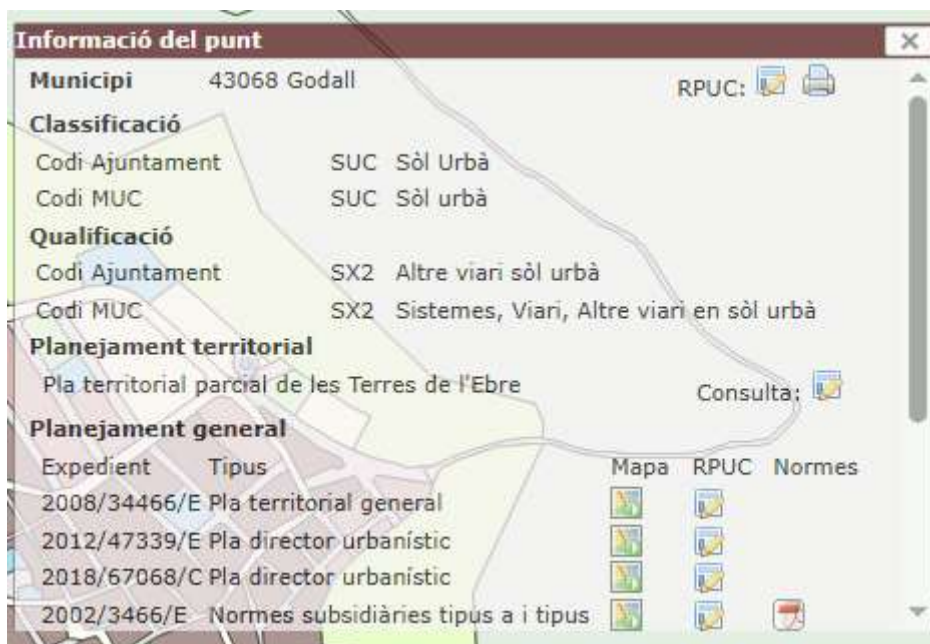 Informació del punt
Municipi 43068 Godall RPUC:
Classificació
Codi Ajuntament SUC Sòl Urbà
Codi MUC SUC Sòl urbà
Qualificació
Codi Ajuntament SX2 Altre viari sòl urbà
Codi MUC SX2 Sistemes, Viari, Altre viari en sòl urbà
Planejament territorial
Pla territorial parcial de les Terres de l'Ebre Consulta:
Planejament general
Expedient Tipus Mapa RPUC Normes
2008/34466/E Pla territorial general
2012/47339/E Pla director urbanístic
2018/67068/C Pla director urbanístic
2002/3466/E Normes subsidiàries tipus a i tipus